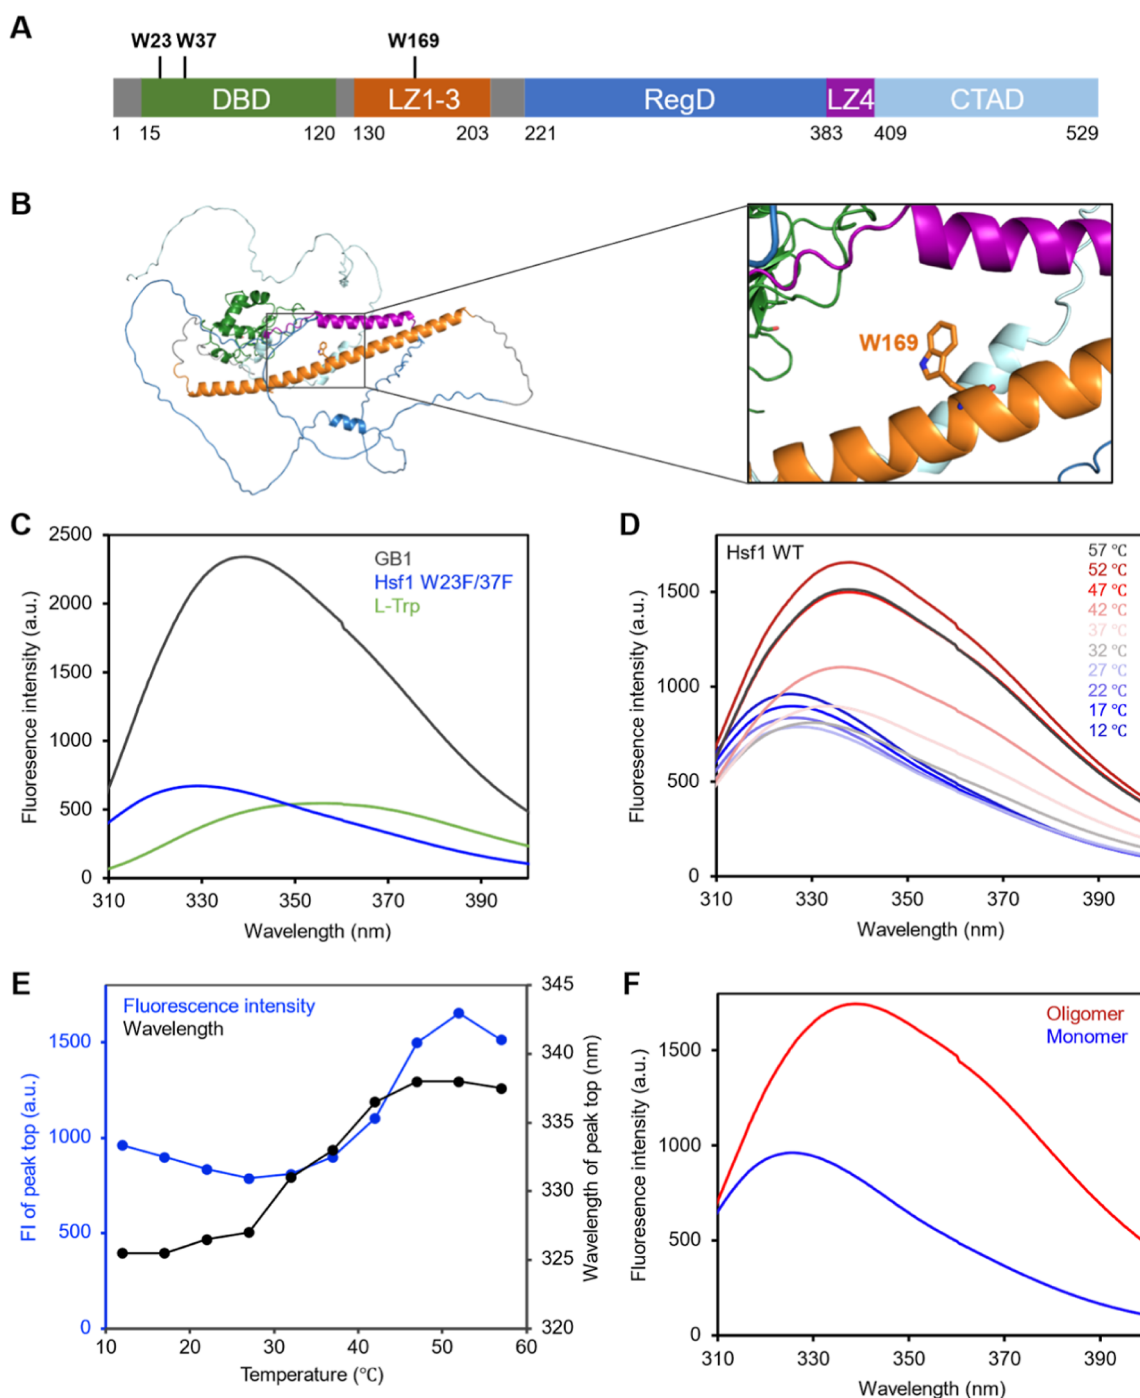 A
W23 W37 W169
DBD LZ1-3 RegD LZ4 CTAD
1 15 120 130 203 221 383 409 529
B
W169
C
2500
2000
1500
1000
500
0
Fluorescence intensity (a.u.)
GB1
Hsf1 W23F/37F
L-Trp
310 330 350 370 390
Wavelength (nm)
D
Hsf1 WT
1500
1000
500
0
Fluoresence intensity (a.u.)
57 ℃
52 ℃
47 ℃
42 ℃
37 ℃
32 ℃
27 ℃
22 ℃
17 ℃
12 ℃
310 330 350 370 390
Wavelength (nm)
E
Fluorescence intensity
Wavelength
1500
1000
500
0
FI of peak top (a.u.)
345
340
335
330
325
320
Wavelength of peak top (nm)
10 20 30 40 50 60
Temperature (℃)
F
Oligomer
Monomer
1500
1000
500
0
Fluoresence intensity (a.u.)
310 330 350 370 390
Wavelength (nm)